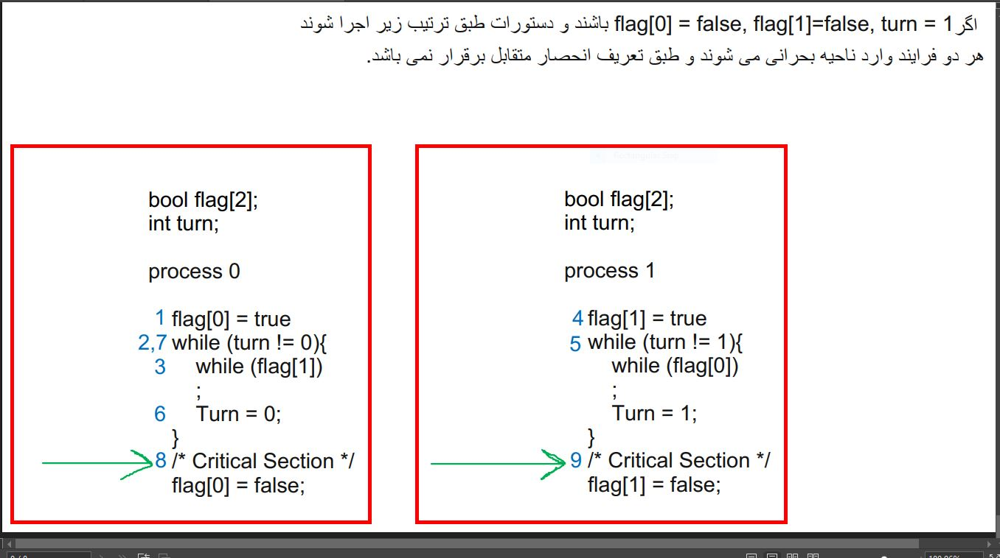 اگر flag[0] = false, flag[1]=false, turn = 1 باشند و دستورات طبق ترتیب زیر اجرا شوند
هر دو فرایند وارد ناحیه بحرانی می شوند و طبق تعریف انحصار متقابل برقرار نمی باشد.
bool flag[2];
int turn;
process 0
1 flag[0] = true
2,7 while (turn != 0){
3 while (flag[1])
;
6 Turn = 0;
}
8 /* Critical Section */
flag[0] = false;
Rectangular Snip
bool flag[2];
int turn;
process 1
4 flag[1] = true
5 while (turn != 1){
while (flag[0])
;
Turn = 1;
}
9 /* Critical Section */
flag[1] = false;